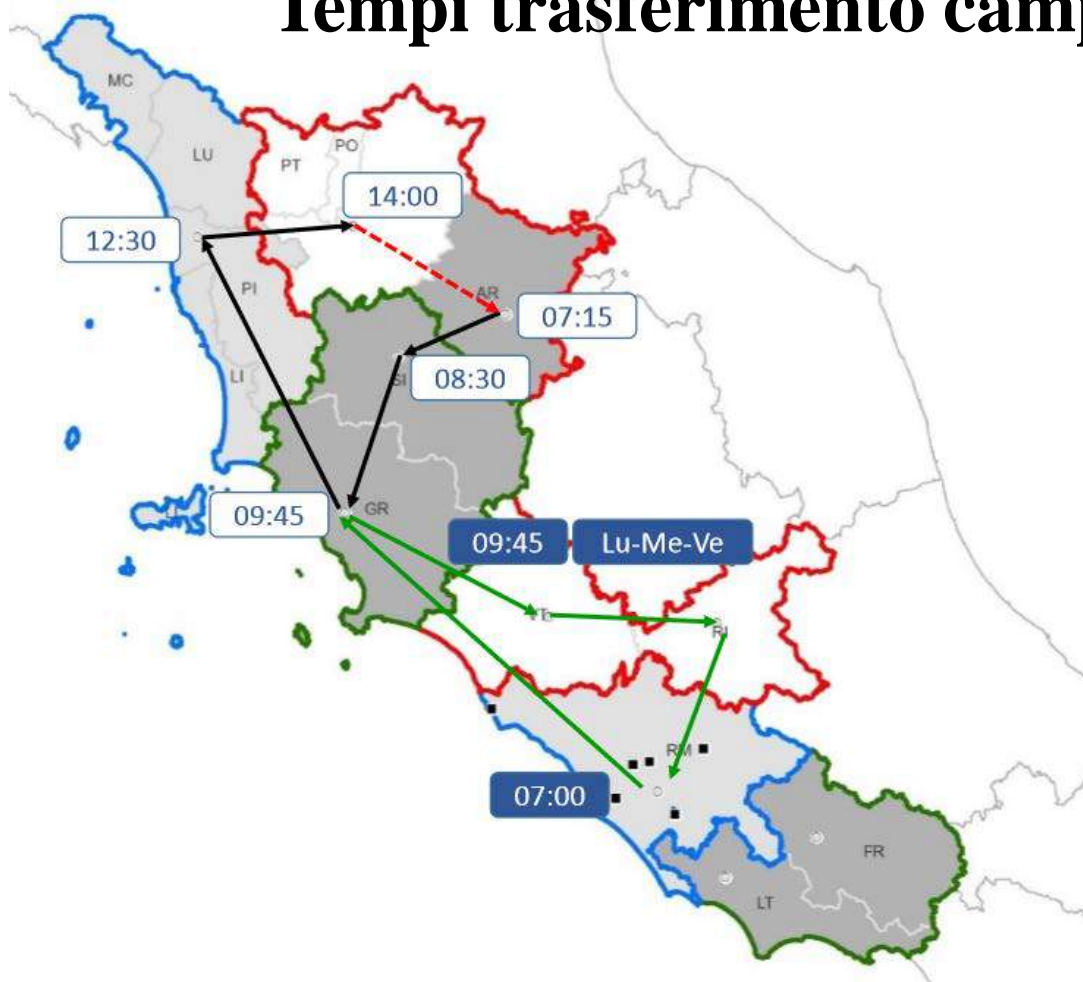 Tempi trasferimento camp
MC
LU
PT
PO
14:00
12:30
PI
AR
07:15
LI
SI
08:30
GR
09:45
09:45
Lu-Me-Ve
RI
RM
07:00
FR
LT